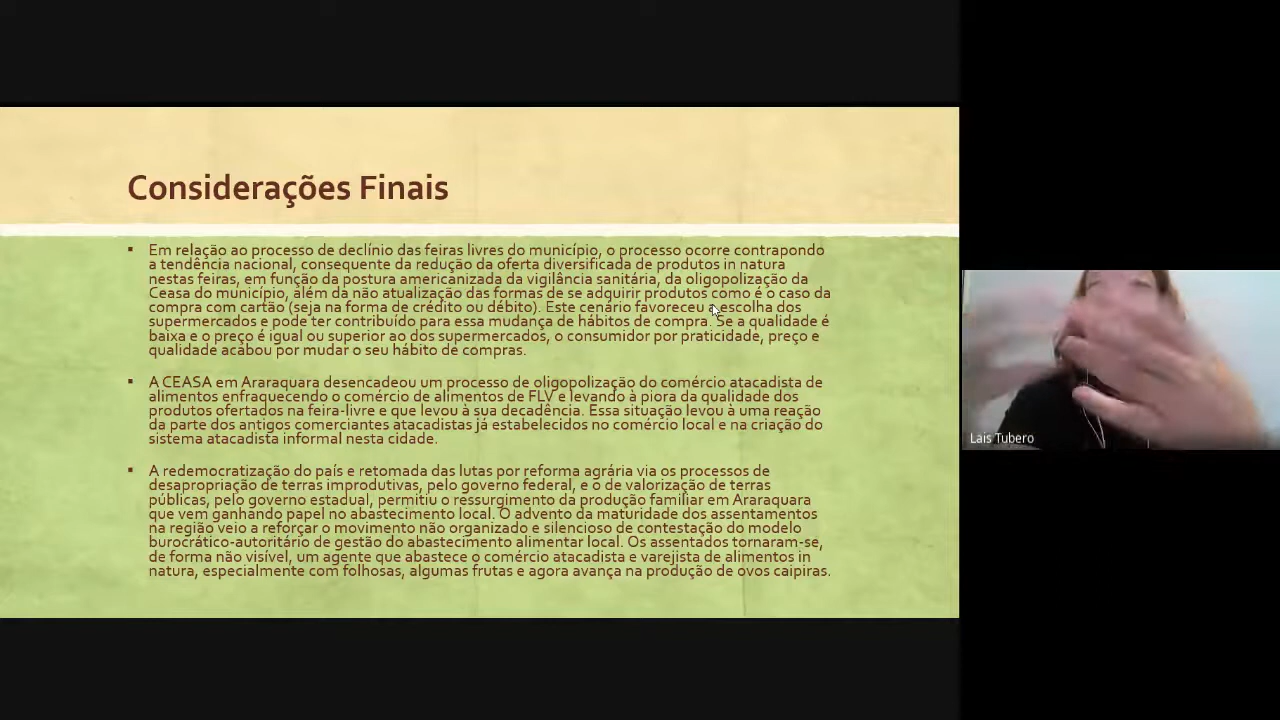 Considerações Finais
Em relação ao processo de declínio das feiras livres do município, o processo ocorre contrapondo
a tendência nacional, consequente da redução da oferta diversificada de produtos in natura
nestas feiras, em função da postura americanizada da vigilância sanitária, da oligopolização da
Ceasa do município, além da não atualização das formas de se adquirir produtos como é o caso da
compra com cartão (seja na forma de crédito ou débito). Este cenário favoreceu a escolha dos
supermercados e pode ter contribuído para essa mudança de hábitos de compra. Se a qualidade é
baixa e o preço é igual ou superior ao dos supermercados, o consumidor por praticidade, preço e
qualidade acabou por mudar o seu hábito de compras.
A CEASA em Araraquara desencadeou um processo de oligopolização do comércio atacadista de
alimentos enfraquecendo o comércio de alimentos de FLV e levando à piora da qualidade dos
produtos ofertados na feira-livre e que levou à sua decadência. Essa situação levou à uma reação
da parte dos antigos comerciantes atacadistas já estabelecidos no comércio local e na criação do
sistema atacadista informal nesta cidade.
A redemocratização do país e retomada das lutas por reforma agrária via os processos de
desapropriação de terras improdutivas, pelo governo federal, e o de valorização de terras
públicas, pelo governo estadual, permitiu o ressurgimento da produção familiar em Araraquara
que vem ganhando papel no abastecimento local. O advento da maturidade dos assentamentos
na região veio a reforçar o movimento não organizado e silencioso de contestação do modelo
burocrático-autoritário de gestão do abastecimento alimentar local. Os assentados tornaram-se,
de forma não visível, um agente que abastece o comércio atacadista e varejista de alimentos in
natura, especialmente com folhosas, algumas frutas e agora avança na produção de ovos caipiras.
Lais Tubero